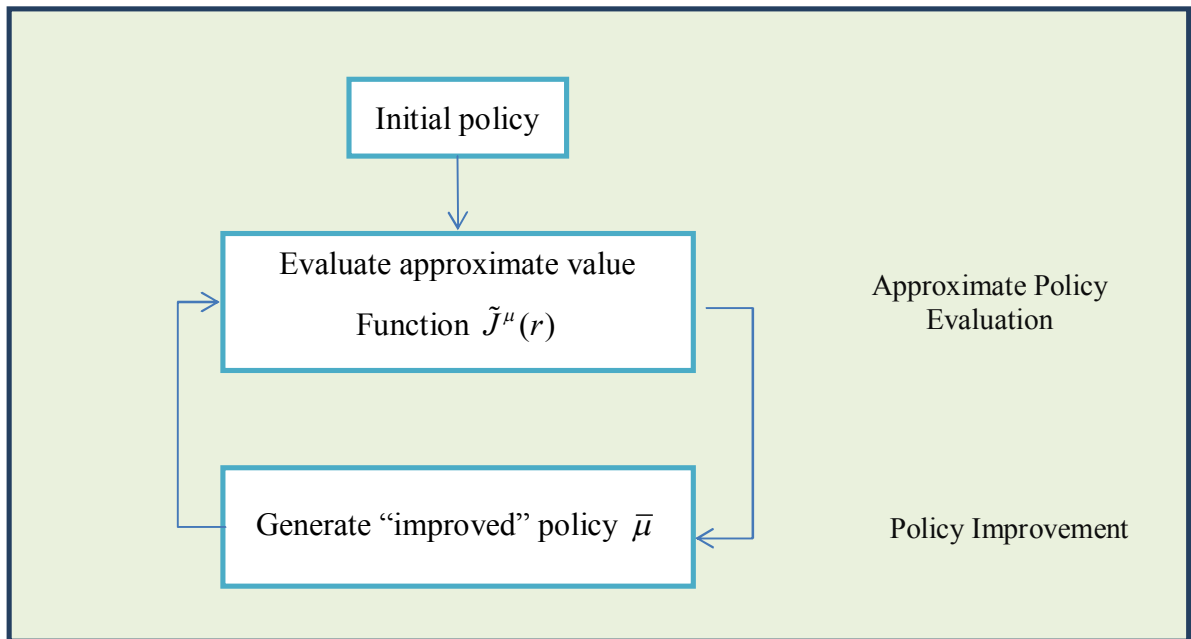 Initial policy
Evaluate approximate value
Function J̃^μ(r)
Approximate Policy
Evaluation
Generate “improved” policy μ̄
Policy Improvement